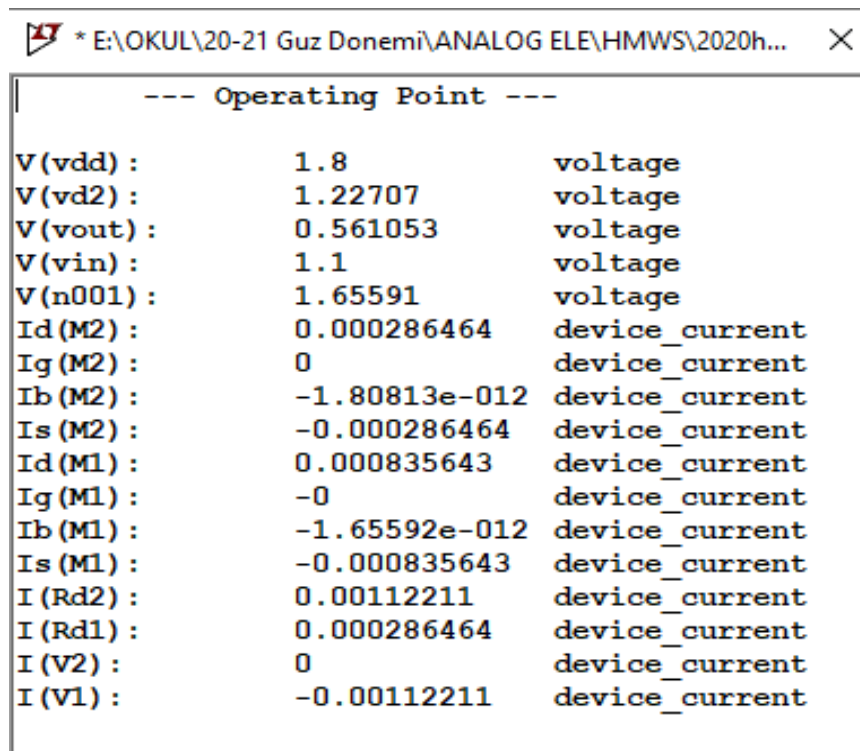 * E:\OKUL\20-21 Guz Donemi\ANALOG ELE\HMWS\2020h...
--- Operating Point ---
V(vdd): 1.8 voltage
V(vd2): 1.22707 voltage
V(vout): 0.561053 voltage
V(vin): 1.1 voltage
V(n001): 1.65591 voltage
Id(M2): 0.000286464 device_current
Ig(M2): 0 device_current
Ib(M2): -1.80813e-012 device_current
Is(M2): -0.000286464 device_current
Id(M1): 0.000835643 device_current
Ig(M1): -0 device_current
Ib(M1): -1.65592e-012 device_current
Is(M1): -0.000835643 device_current
I(Rd2): 0.00112211 device_current
I(Rd1): 0.000286464 device_current
I(V2): 0 device_current
I(V1): -0.00112211 device_current